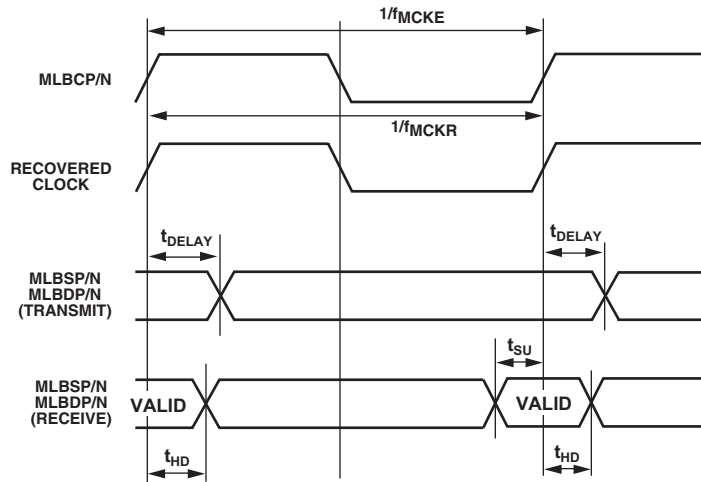 1/fMCKE
MLBCP/N
1/fMCKR
RECOVERED
CLOCK
tDELAY
tDELAY
MLBSP/N
MLBDP/N
(TRANSMIT)
tSU
MLBSP/N
MLBDP/N
(RECEIVE)
VALID
VALID
tHD
tHD